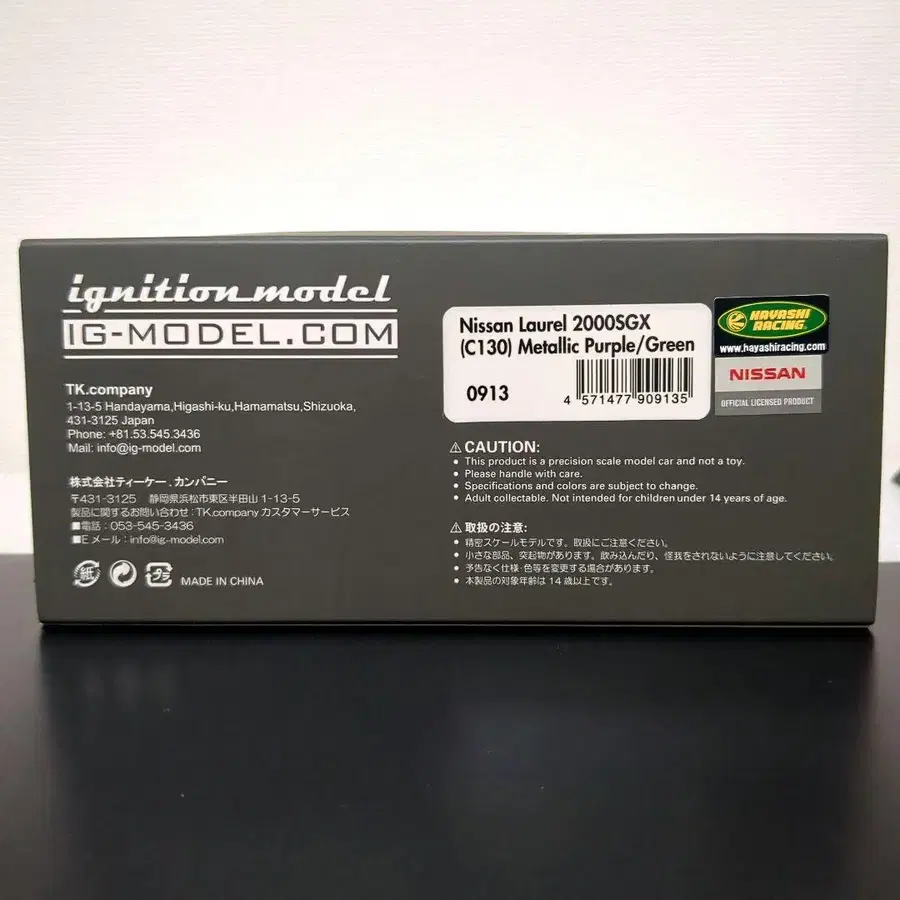 ignition model
IG-MODEL.COM
TK.company
1-13-5 Handayama,Higashi-ku,Hamamatsu,Shizuoka,
431-3125 Japan
Phone: +81.53.545.3436
Mail: info@ig-model.com
株式会社ティーケー.カンパニー
〒431-3125 静岡県浜松市東区半田山1-13-5
製品に関するお問い合わせ:TK.companyカスタマーサービス
■電話:053-545-3436
■Eメール:info@ig-model.com
紙
プラ
MADE IN CHINA
Nissan Laurel 2000SGX
(C130) Metallic Purple/Green
0913
4 571477 909135
HAYASHI
RACING
www.hayashiracing.com
NISSAN
OFFICIAL LICENSED PRODUCT
⚠CAUTION:
• This product is a precision scale model car and not a toy.
• Please handle with care.
• Specifications and colors are subject to change.
• Adult collectable. Not intended for children under 14 years of age.
⚠取扱の注意:
• 精密スケールモデルです。取扱にご注意ください。
• 小さな部品、突起物があります。飲み込んだり、怪我をされないように注意してください。
• 予告なく仕様・色等を変更する場合があります。
• 本製品の対象年齢は14歳以上です。